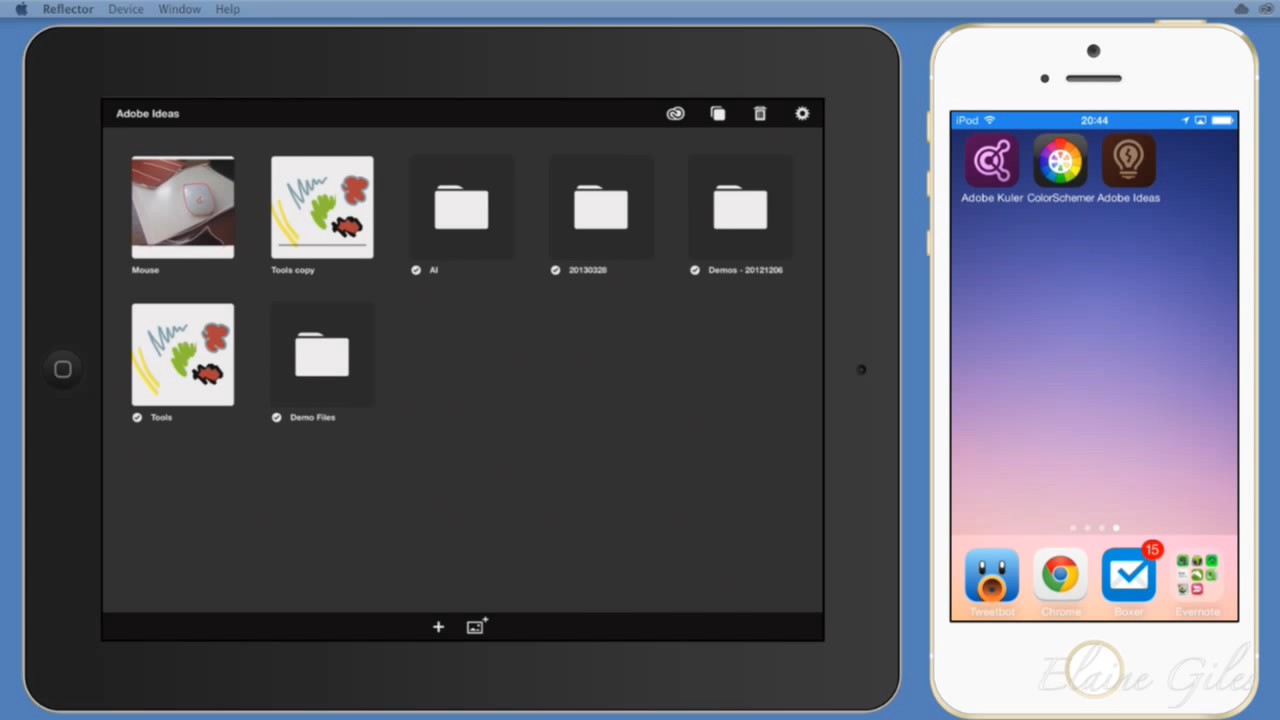 Reflector Device Window Help
Adobe Ideas
Mouse
Tools copy
AI
20130328
Demos - 20121206
Tools
Demo Files
iPod 20:44
Adobe Kuler ColorSchemer Adobe Ideas
15
Tweetbot Chrome Boxer Evernote
Elaine Giles